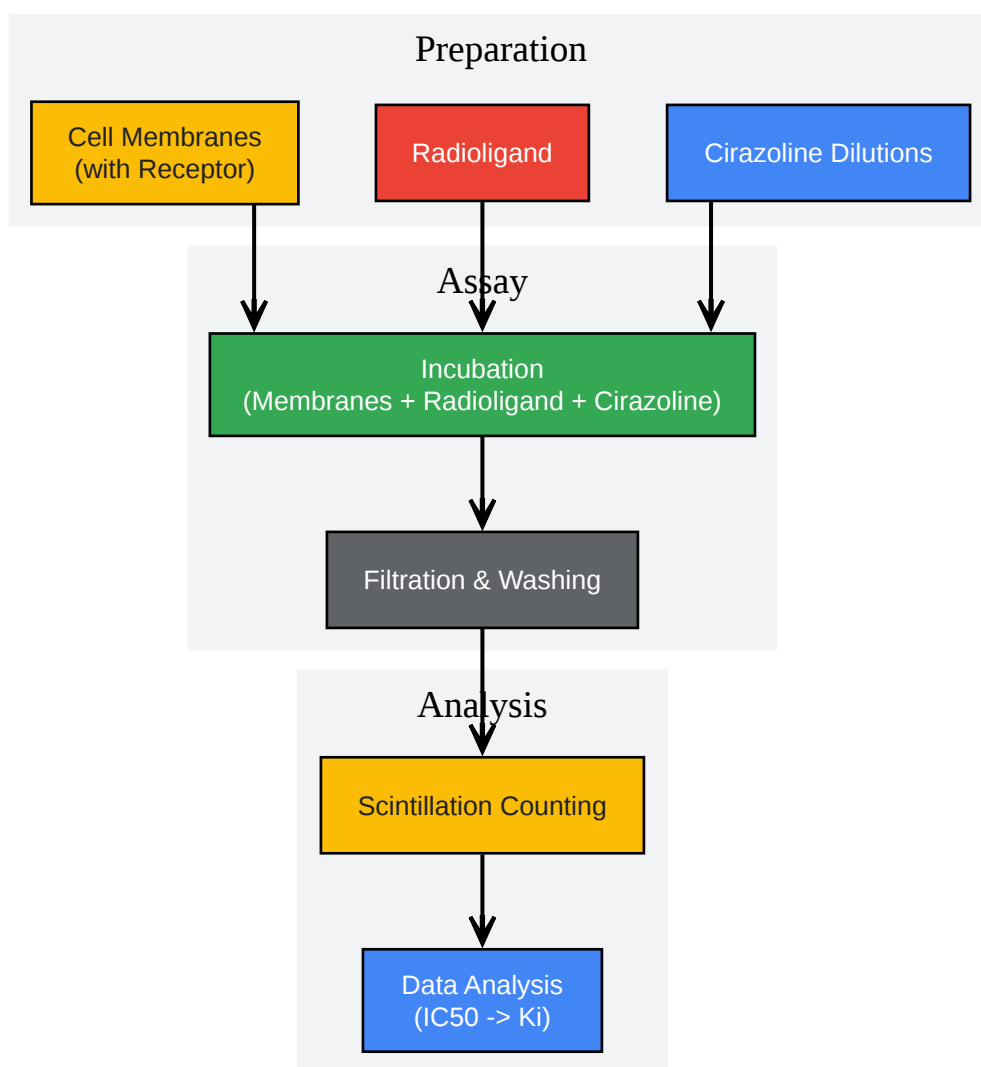 Preparation
Cell Membranes
(with Receptor)
Radioligand
Cirazoline Dilutions
Assay
Incubation
(Membranes + Radioligand + Cirazoline)
Filtration & Washing
Analysis
Scintillation Counting
Data Analysis
(IC50 -> Ki)